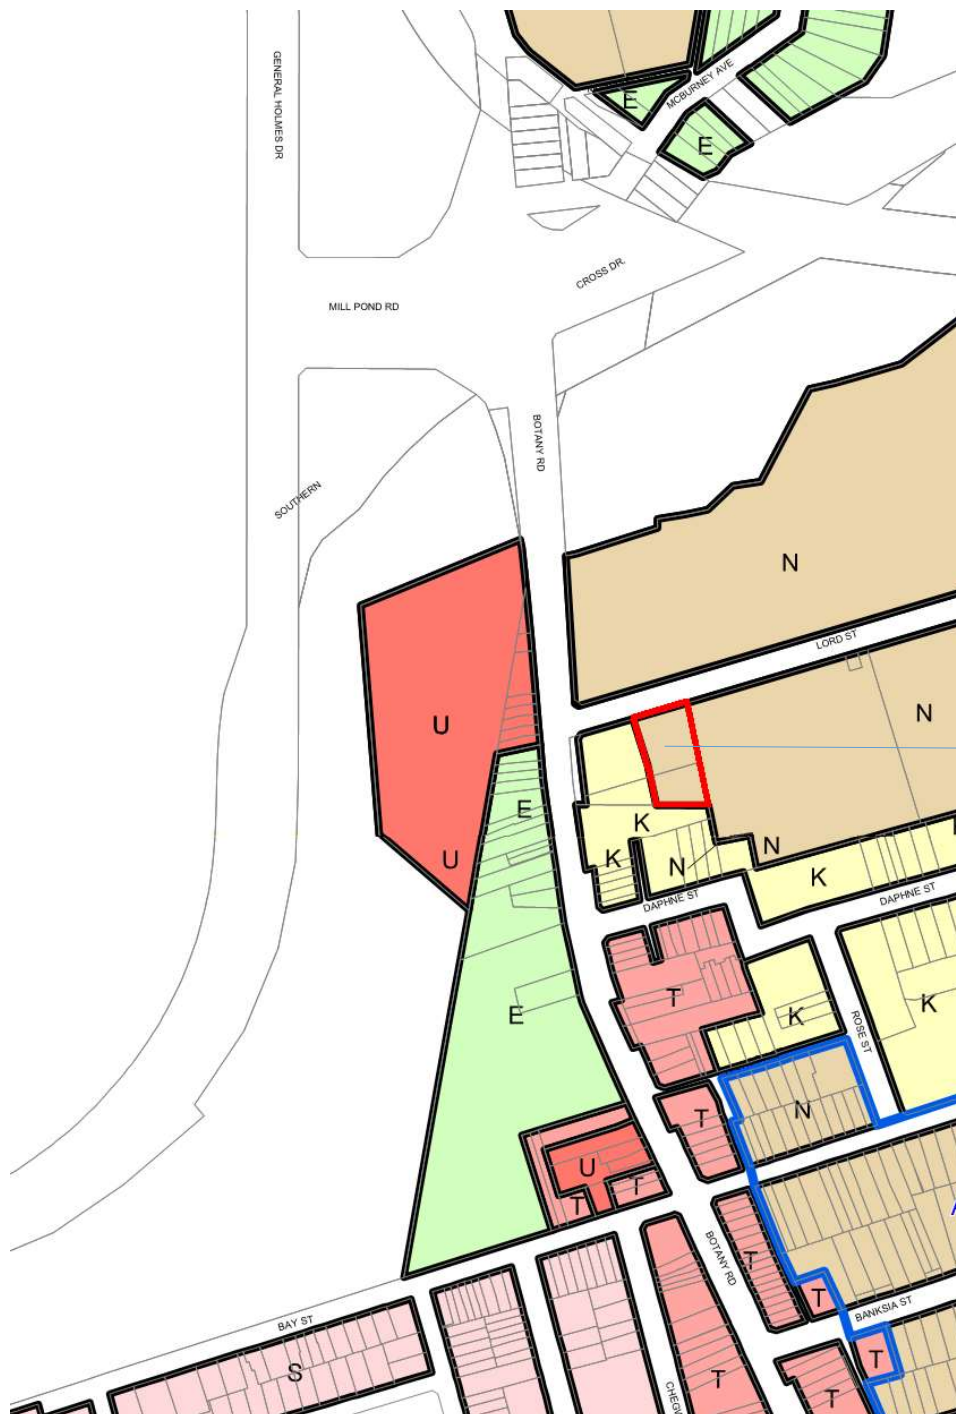 GENERAL HOLMES DR
MCBURNEY AVE
E
E
CROSS DR.
MILL POND RD
BOTANY RD
SOUTHERN
N
LORD ST
U
N
E
K
N
K
U
N
K
DAPHNE ST
DAPHNE ST
T
K
E
K
ROSE ST
N
T
U
T
T
BOTANY RD
T
T
BANKSIA ST
BAY ST
T
S
T
T